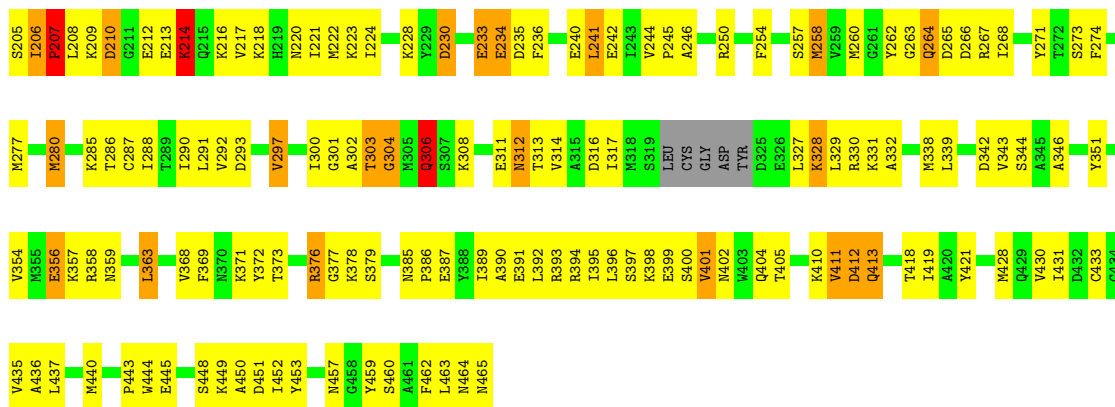 S205 I206 P207 L208 K209 D210 G211 E212 E213 K214 Q215 K216 V217 K218 H219 N220 I221 M222 K223 I224 K228 Y229 D230 E233 E234 D235 F236 E240 L241 E242 I243 V244 P245 A246 R250 F254 S257 M258 V259 M260 G261 Y262 G263 Q264 D265 D266 R267 I268 Y271 T272 S273 F274
M277 M280 K285 T286 C287 I288 T289 I290 L291 V292 D293 V297 I300 G301 A302 T303 G304 M305 Q306 S307 K308 E311 N312 T313 V314 A315 D316 I317 M318 S319 LEU CYS GLY ASP TYR D325 E326 L327 K328 L329 R330 K331 A332 M338 L339 D342 V343 S344 A345 A346 Y351
V354 M355 E356 K357 R358 N359 L363 V368 F369 N370 K371 Y372 T373 R376 G377 K378 S379 N385 P386 E387 Y388 I389 A390 E391 L392 R393 R394 I395 L396 S397 K398 E399 S400 V401 N402 W403 Q404 T405 K410 V411 D412 Q413 T418 I419 A420 Y421 M428 Q429 V430 I431 D432 C433
V435 A436 L437 M440 P443 W444 E445 S448 K449 A450 D451 I452 Y453 N457 G458 Y459 S460 A461 F462 L463 N464 N465